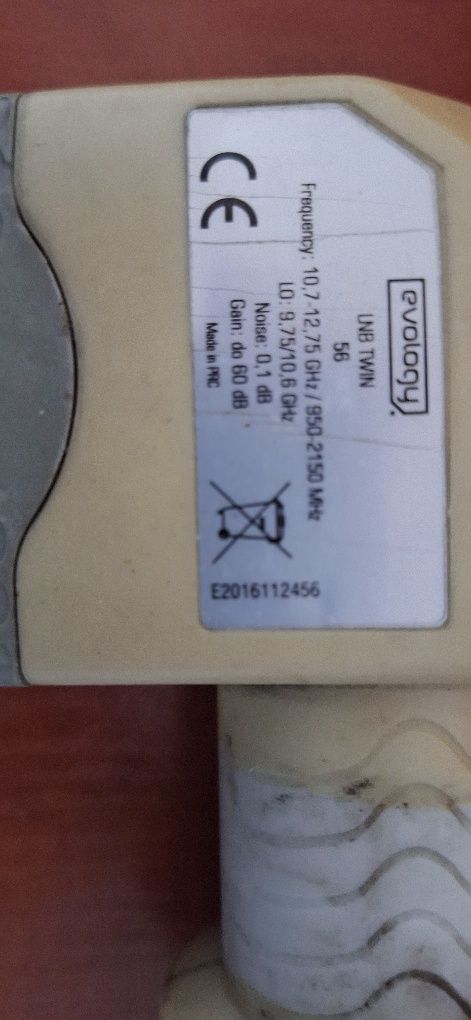 evology
LNB TWIN
56
Frequency: 10,7-12,75 GHz / 950-2150 MHz
LO: 9,75/10,6 GHz
Noise: 0,1 dB
Gain: do 60 dB
Made in PRC
CE
E2016112456